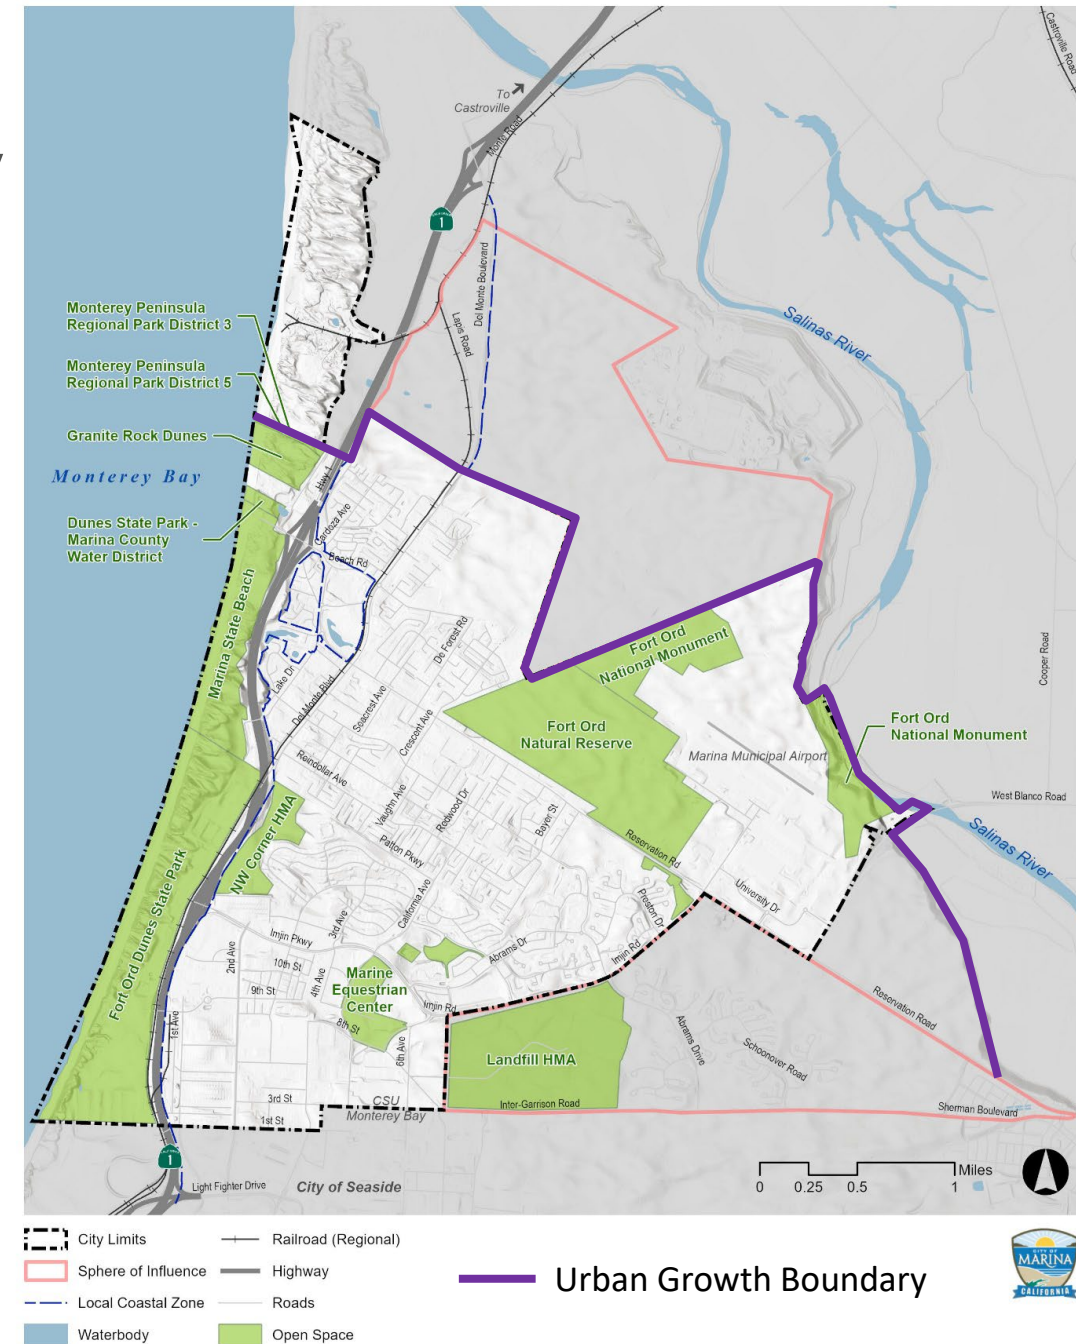 To
Castroville
Castroville Road
Monte Road
1
Del Monte Boulevard
Lapis Road
Salinas River
Monterey Peninsula
Regional Park District 3
Monterey Peninsula
Regional Park District 5
Granite Rock Dunes
Monterey Bay
Hwy 1
Dunes State Park -
Marina County
Water District
Cardoza Ave
Beach Rd
Marina State Beach
De Forest Rd
Lake Dr
Del Monte Blvd
Seacrest Ave
Crescent Ave
Fort Ord
National Monument
Cooper Road
Fort Ord
Natural Reserve
Marina Municipal Airport
Fort Ord
National Monument
Reindollar Ave
Vaughn Ave
Redwood Dr
Bayer St
West Blanco Road
Salinas River
NW Corner HMA
Patton Pkwy
Reservation Rd
University Dr
Preston Dr
California Ave
3rd Ave
Imjin Pkwy
Abrams Dr
Imjin Rd
2nd Ave
10th St
9th St
4th Ave
Marine
Equestrian
Center
Imjin Rd
8th St
6th Ave
1st Ave
Fort Ord Dunes State Park
Reservation Road
Abrams Drive
Schoonover Road
Landfill HMA
3rd St
CSU
Monterey Bay
1st St
Inter-Garrison Road
Sherman Boulevard
1
Light Fighter Drive
City of Seaside
Miles
0
0.25
0.5
1
City Limits
Railroad (Regional)
Sphere of Influence
Highway
Local Coastal Zone
Roads
Waterbody
Open Space
Urban Growth Boundary
CITY OF
MARINA
CALIFORNIA